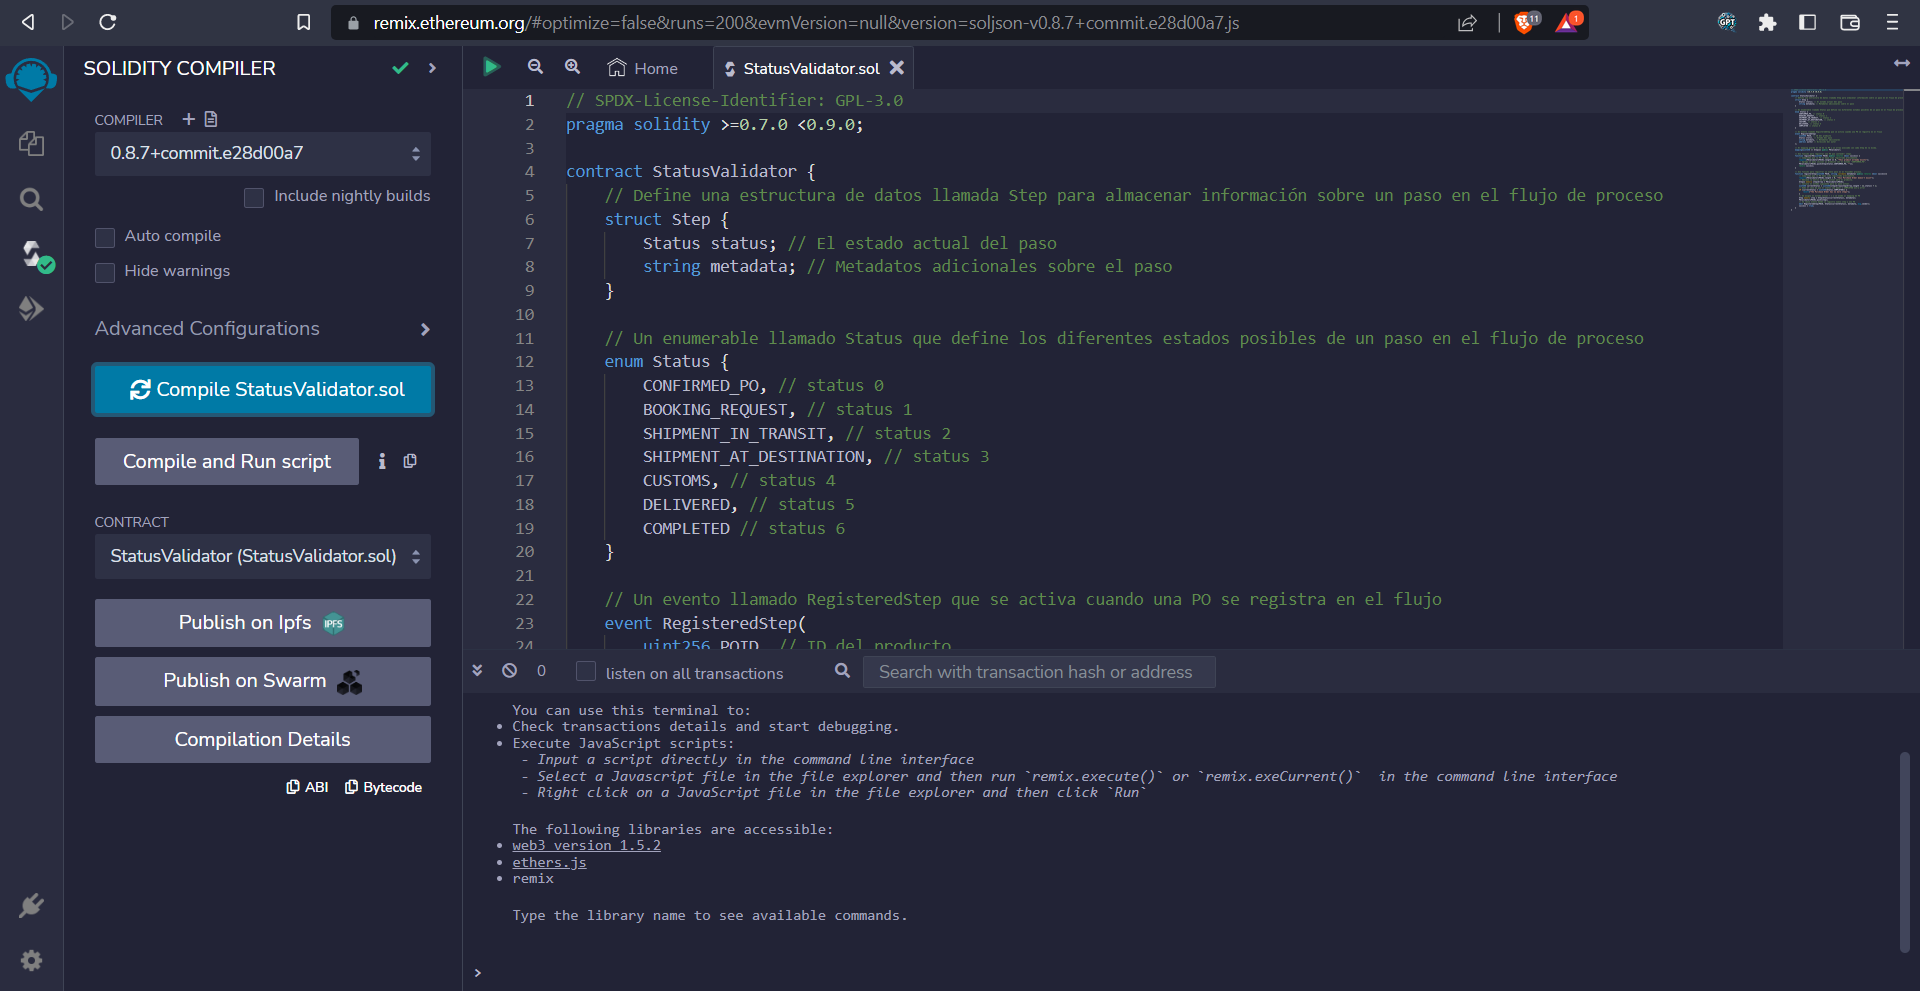 remix.ethereum.org/#optimize=false&runs=200&evmVersion=null&version=soljson-v0.8.7+commit.e28d00a7.js
11
1
GPT
SOLIDITY COMPILER
COMPILER
0.8.7+commit.e28d00a7
Include nightly builds
Auto compile
Hide warnings
Advanced Configurations
Compile StatusValidator.sol
Compile and Run script
CONTRACT
StatusValidator (StatusValidator.sol)
Publish on Ipfs
IPFS
Publish on Swarm
Compilation Details
ABI
Bytecode
Home
StatusValidator.sol
1 // SPDX-License-Identifier: GPL-3.0
2 pragma solidity >=0.7.0 <0.9.0;
3
4 contract StatusValidator {
5 // Define una estructura de datos llamada Step para almacenar información sobre un paso en el flujo de proceso
6 struct Step {
7 Status status; // El estado actual del paso
8 string metadata; // Metadatos adicionales sobre el paso
9 }
10
11 // Un enumerable llamado Status que define los diferentes estados posibles de un paso en el flujo de proceso
12 enum Status {
13 CONFIRMED_PO, // status 0
14 BOOKING_REQUEST, // status 1
15 SHIPMENT_IN_TRANSIT, // status 2
16 SHIPMENT_AT_DESTINATION, // status 3
17 CUSTOMS, // status 4
18 DELIVERED, // status 5
19 COMPLETED // status 6
20 }
21
22 // Un evento llamado RegisteredStep que se activa cuando una PO se registra en el flujo
23 event RegisteredStep(
24 uint256 POID, // ID del producto
0
listen on all transactions
Search with transaction hash or address
You can use this terminal to:
• Check transactions details and start debugging.
• Execute JavaScript scripts:
- Input a script directly in the command line interface
- Select a Javascript file in the file explorer and then run `remix.execute()` or `remix.exeCurrent()` in the command line interface
- Right click on a JavaScript file in the file explorer and then click `Run`
The following libraries are accessible:
• web3 version 1.5.2
• ethers.js
• remix
Type the library name to see available commands.
>